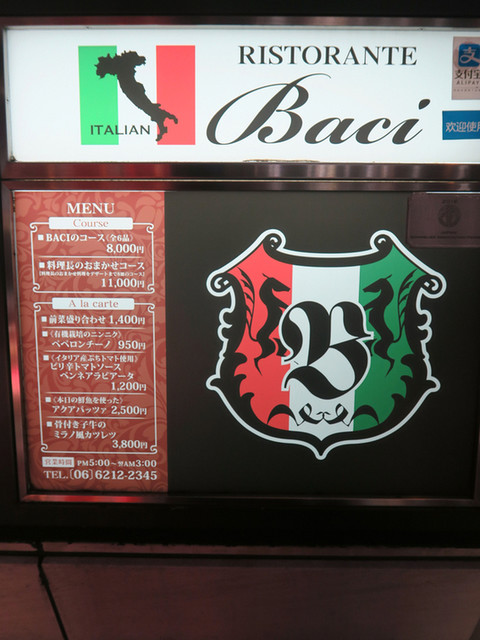 RISTORANTE
Baci
ITALIAN
支付宝
ALIPAY
欢迎使用
MENU
Course
■BACIのコース〈全6品〉
8,000円
■料理長のおまかせコース
11,000円
A la carte
■前菜盛り合わせ 1,400円
■〈有機栽培のニンニク〉
ペペロンチーノ 950円
■〈イタリア産ぷちトマト使用〉
ピリ辛トマトソース
ペンネアラビアータ
1,200円
■〈本日の鮮魚を使った〉
アクアパッツァ 2,500円
■骨付き子牛の
ミラノ風カツレツ
3,800円
営業時間 PM5:00～翌AM3:00
TEL.〔06〕6212-2345
B